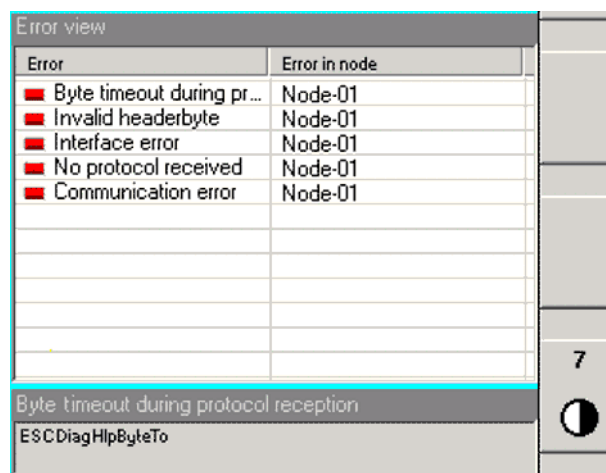 Error view
Error Error in node
Byte timeout during pr... Node-01
Invalid headerbyte Node-01
Interface error Node-01
No protocol received Node-01
Communication error Node-01
7
Byte timeout during protocol reception
ESCDiagHlpByteTo